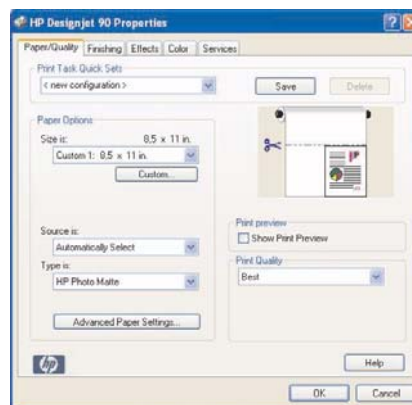 HP Designjet 90 Properties
Paper/Quality Finishing Effects Color Services
Print Task Quick Sets
< new configuration >
Save
Delete
Paper Options
Size is: 8,5 × 11 in.
Custom 1: 8,5 × 11 in.
Custom...
Source is:
Automatically Select
Type is:
HP Photo Matte
Advanced Paper Settings...
Print preview
Show Print Preview
Print Quality
Best
hp
Help
OK
Cancel